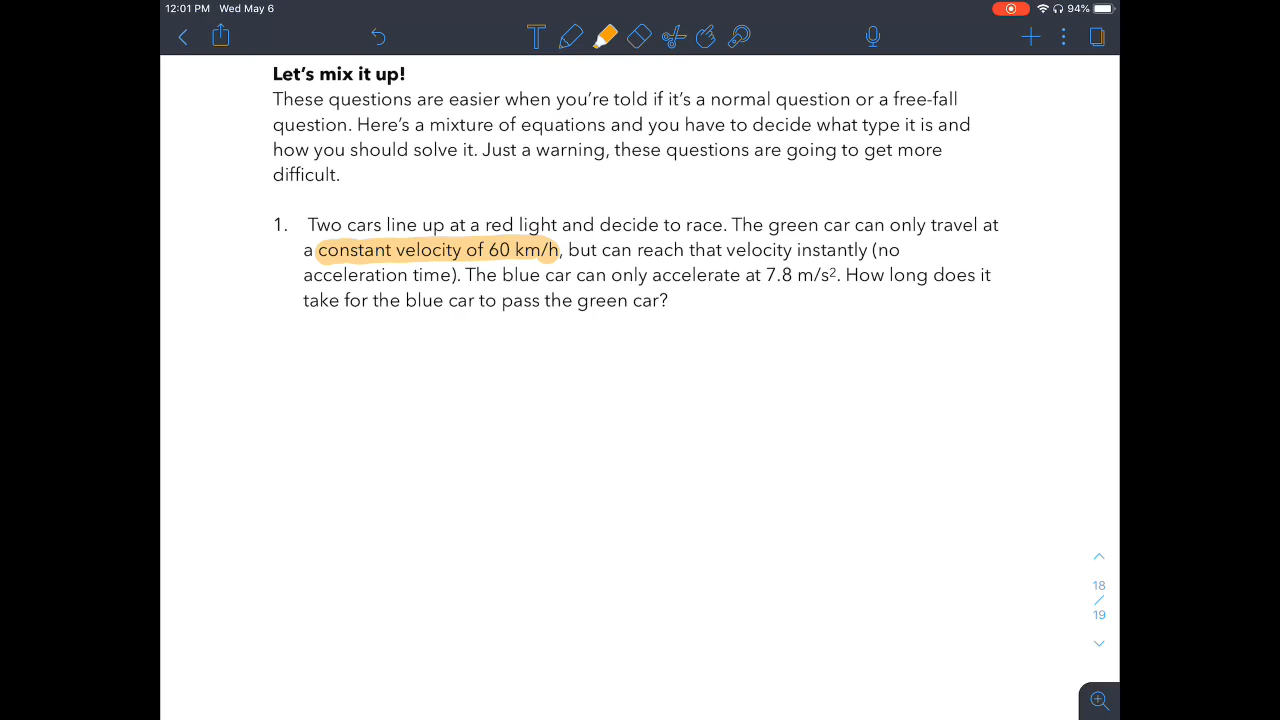 12:01 PM Wed May 6
94%
T
Let's mix it up!
These questions are easier when you're told if it's a normal question or a free-fall
question. Here's a mixture of equations and you have to decide what type it is and
how you should solve it. Just a warning, these questions are going to get more
difficult.
1. Two cars line up at a red light and decide to race. The green car can only travel at
a constant velocity of 60 km/h, but can reach that velocity instantly (no
acceleration time). The blue car can only accelerate at 7.8 m/s². How long does it
take for the blue car to pass the green car?
18
/
19